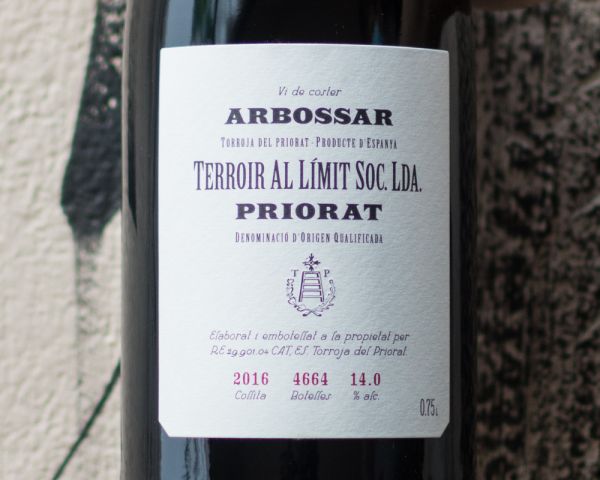 Vi de coster
ARBOSSAR
TORROJA DEL PRIORAT - PRODUCTE D'ESPANYA
TERROIR AL LÍMIT SOC. LDA.
PRIORAT
DENOMINACIÓ D'ORIGEN QUALIFICADA
T P
Elaborat i embotellat a la propietat per
R.E 29.901.04 CAT, ES. Torroja del Priorat.
2016 4664 14.0
Collita Botelles % alc.
0.75 L